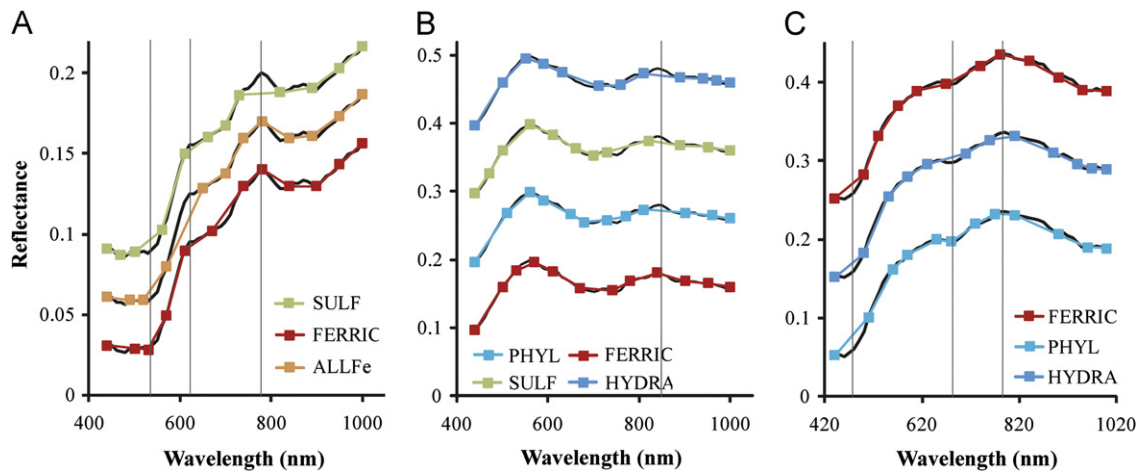 A
Reflectance
0.2
0.15
0.1
0.05
0
SULF
FERRIC
ALLFe
400 600 800 1000
Wavelength (nm)
B
0.5
0.4
0.3
0.2
0.1
0
PHYL FERRIC
SULF HYDRA
400 600 800 1000
Wavelength (nm)
C
0.4
0.3
0.2
0.1
0
FERRIC
PHYL
HYDRA
420 620 820 1020
Wavelength (nm)